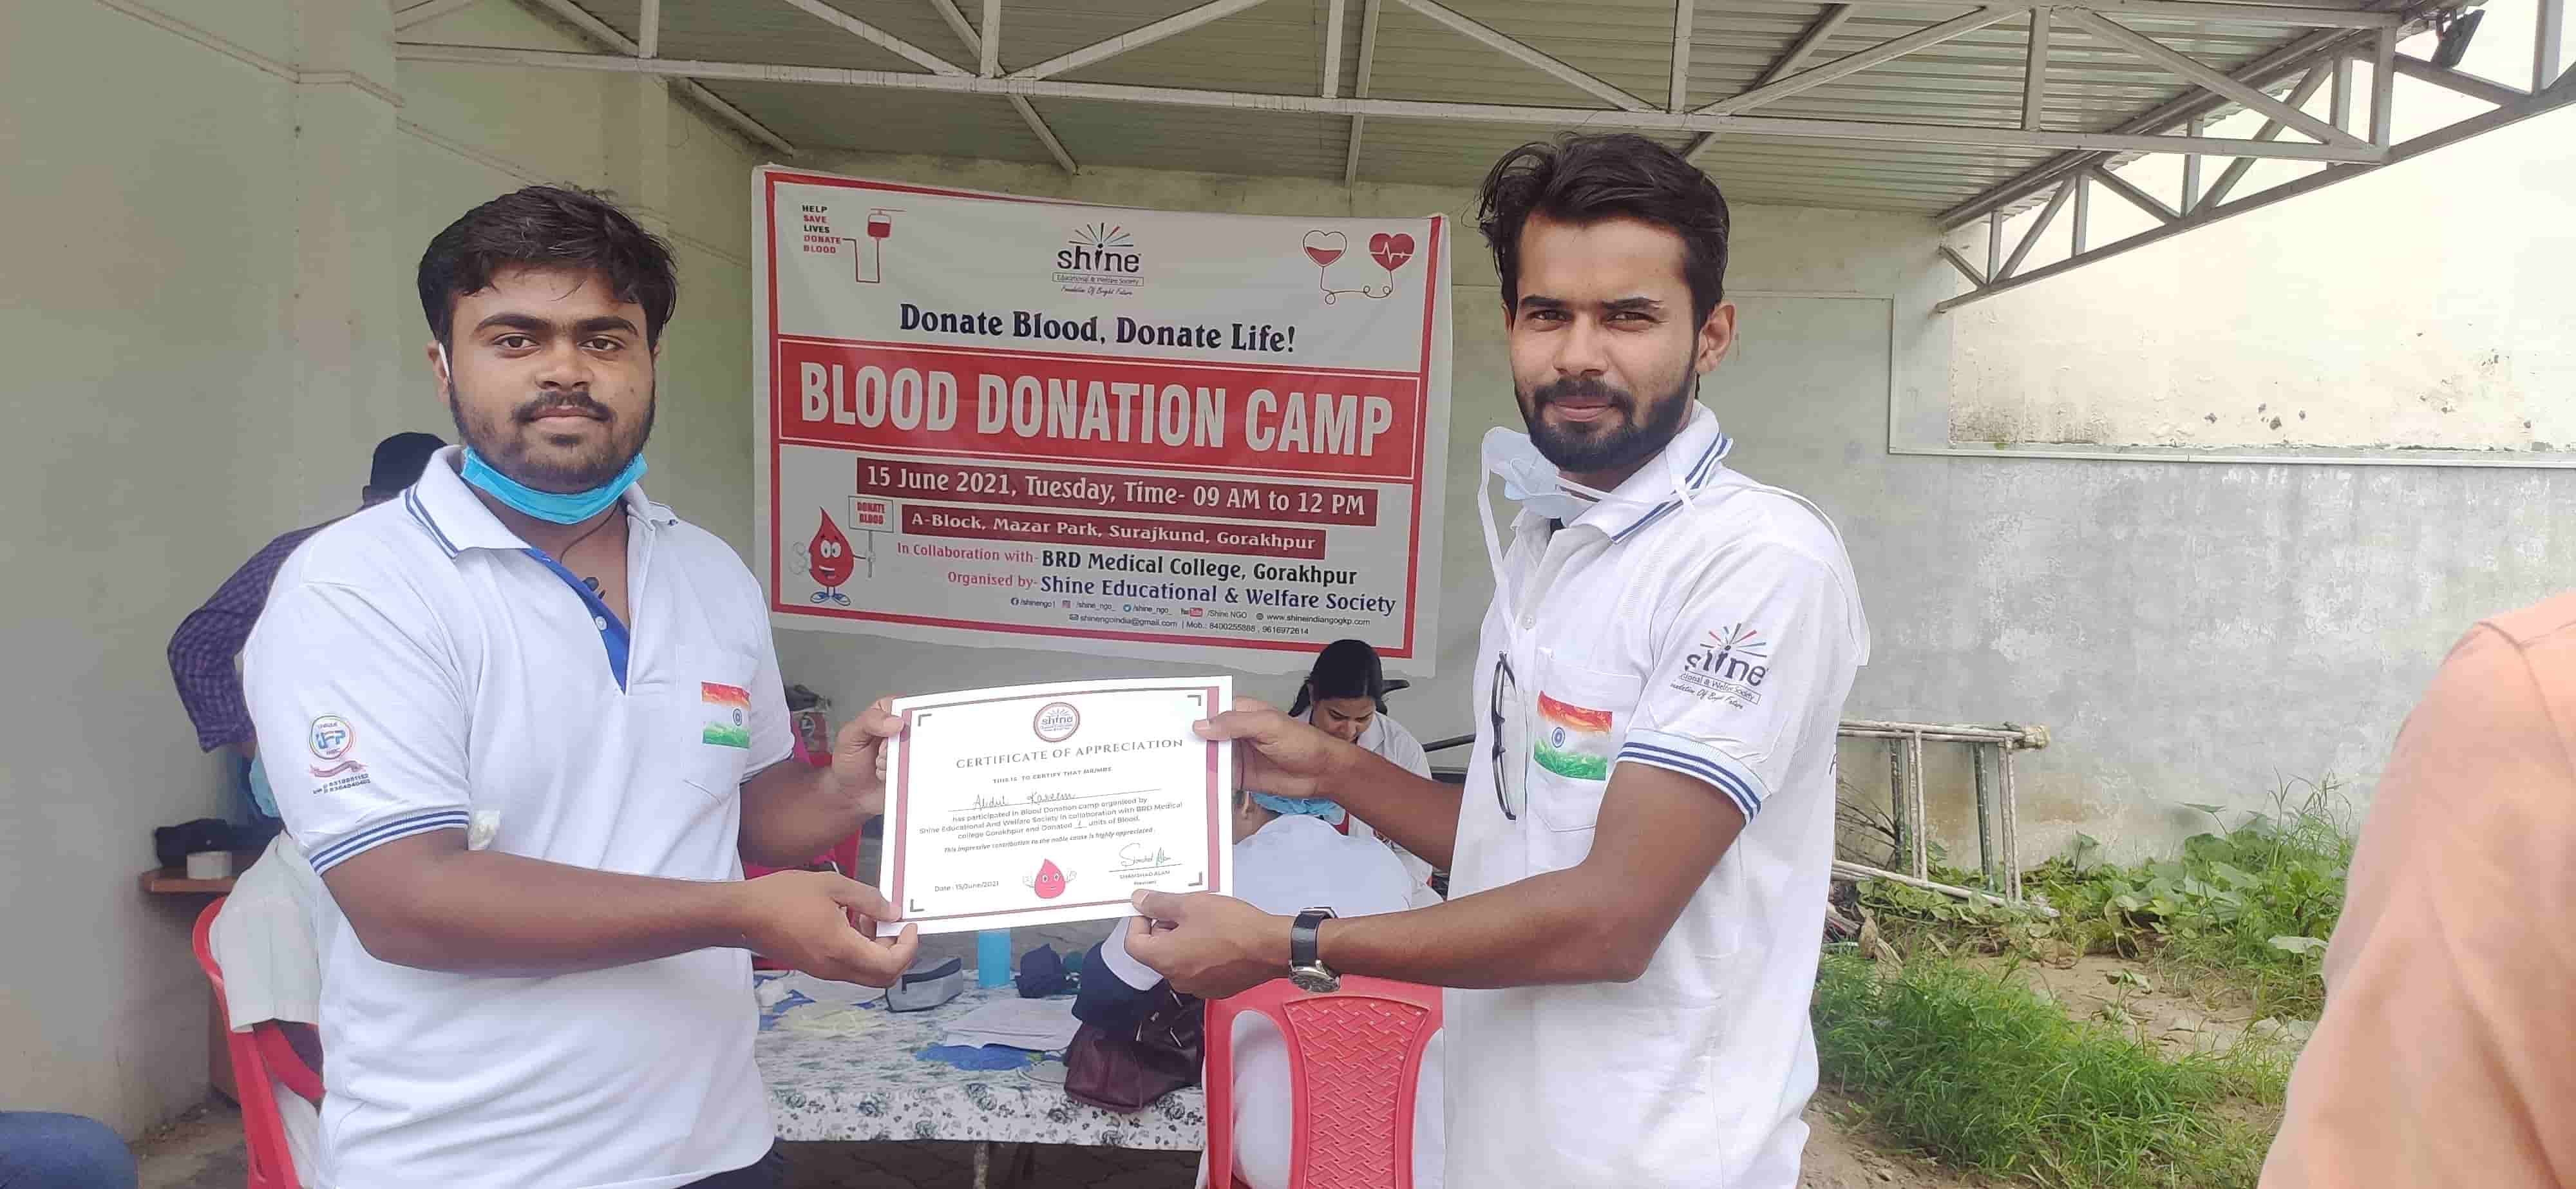 HELP
SAVE
LIVES
DONATE
BLOOD
shine
Educational & Welfare Society
Foundation Of Bright Future
Donate Blood, Donate Life!
BLOOD DONATION CAMP
15 June 2021, Tuesday, Time- 09 AM to 12 PM
DONATE
BLOOD
A-Block, Mazar Park, Surajkund, Gorakhpur
In Collaboration with- BRD Medical College, Gorakhpur
Organised by- Shine Educational & Welfare Society
/shinengo1 /shine_ngo_ /shine_ngo_ YouTube /Shine NGO www.shineindiangogkp.com
shinengoindia@gmail.com | Mob.: 8400255888, 9616972614
shine
CERTIFICATE OF APPRECIATION
THIS IS TO CERTIFY THAT MR/MRS
Abdul Kareem
has participated in Blood Donation camp organised by
Shine Educational And Welfare Society in collaboration with BRD Medical
college Gorakhpur and Donated 1 units of Blood.
This impressive contribution to the noble cause is highly appreciated.
Date : 15/June/2021
SHAMSHAD ALAM
President
shine
& Welfare Society